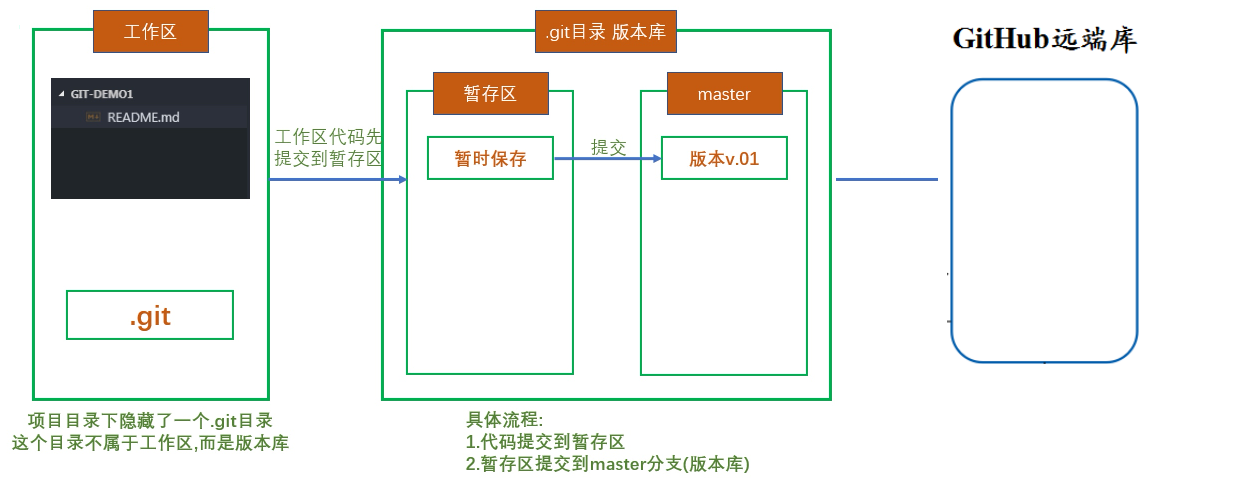 工作区
GIT-DEMO1
README.md
.git
项目目录下隐藏了一个.git目录
这个目录不属于工作区,而是版本库
工作区代码先
提交到暂存区
.git目录 版本库
暂存区
暂时保存
提交
master
版本v.01
具体流程:
1.代码提交到暂存区
2.暂存区提交到master分支(版本库)
GitHub远端库